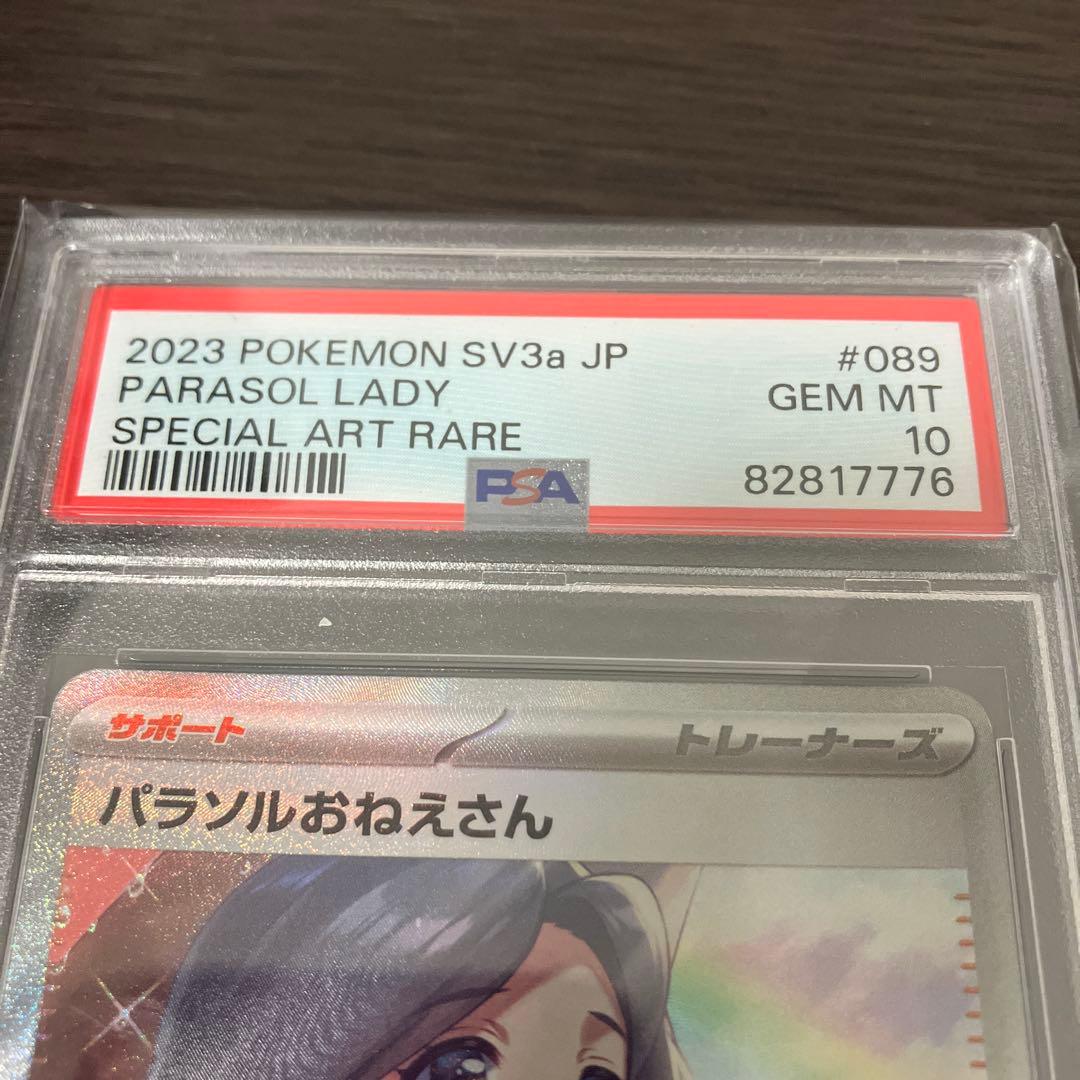 2023 POKEMON SV3a JP #089
PARASOL LADY GEM MT
SPECIAL ART RARE 10
PSA 82817776
サポート トレーナーズ
パラソルおねえさん